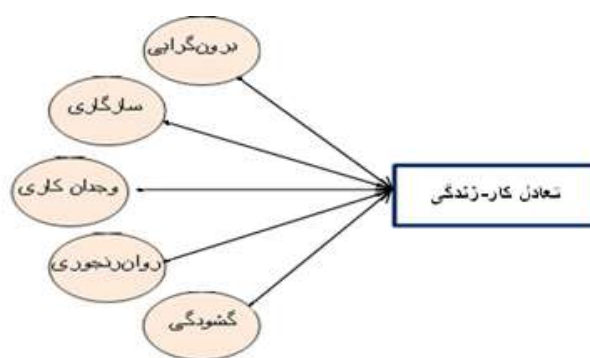 برون‌گرایی
سازگاری
وجدان کاری
تعادل کار-زندگی
روان‌رنجوری
گشودگی